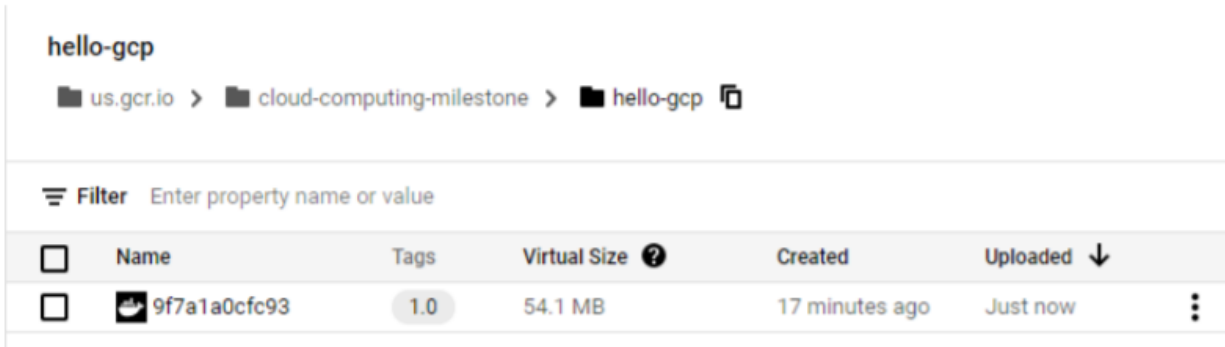 hello-gcp
us.gcr.io > cloud-computing-milestone > hello-gcp
Filter Enter property name or value
Name Tags Virtual Size ? Created Uploaded ↓
9f7a1a0cfc93 1.0 54.1 MB 17 minutes ago Just now